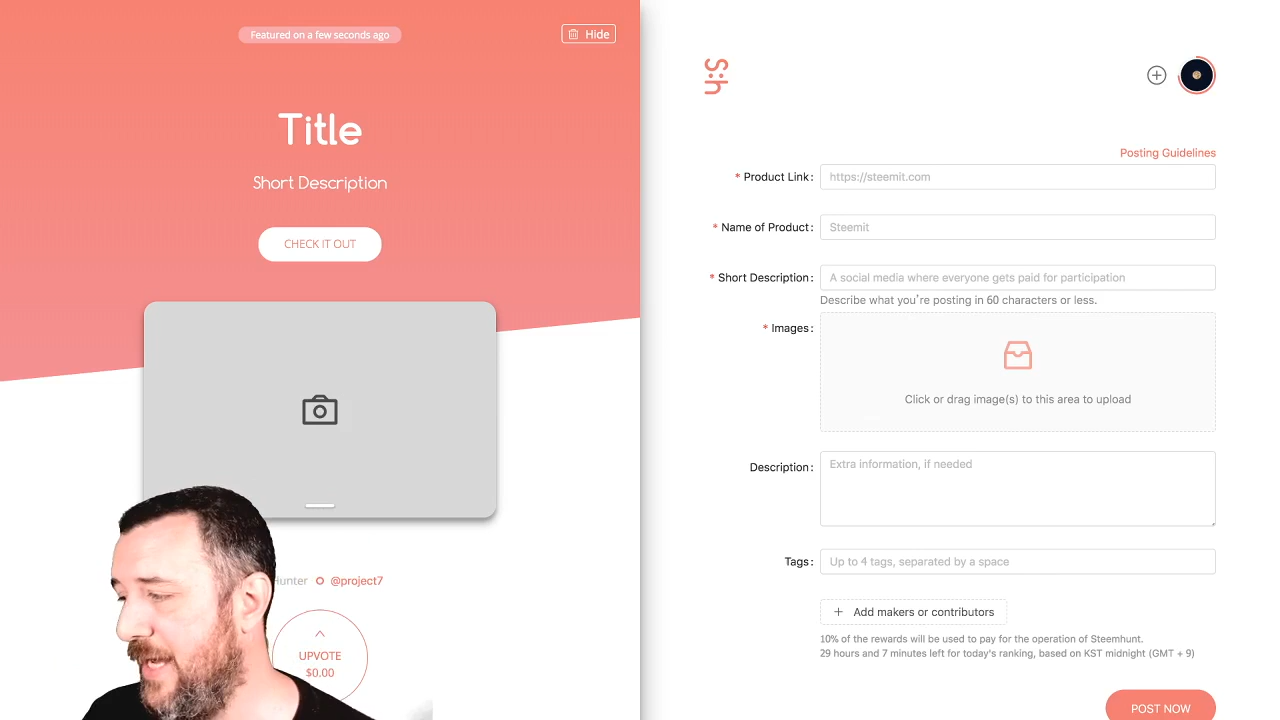 Featured on a few seconds ago
Hide
Title
Short Description
CHECK IT OUT
Hunter
@project7
UPVOTE
$0.00
S:h
Posting Guidelines
* Product Link:
https://steemit.com
* Name of Product:
Steemit
* Short Description:
A social media where everyone gets paid for participation
Describe what you're posting in 60 characters or less.
* Images:
Click or drag image(s) to this area to upload
Description:
Extra information, if needed
Tags:
Up to 4 tags, separated by a space
+ Add makers or contributors
10% of the rewards will be used to pay for the operation of Steemhunt.
29 hours and 7 minutes left for today's ranking, based on KST midnight (GMT + 9)
POST NOW